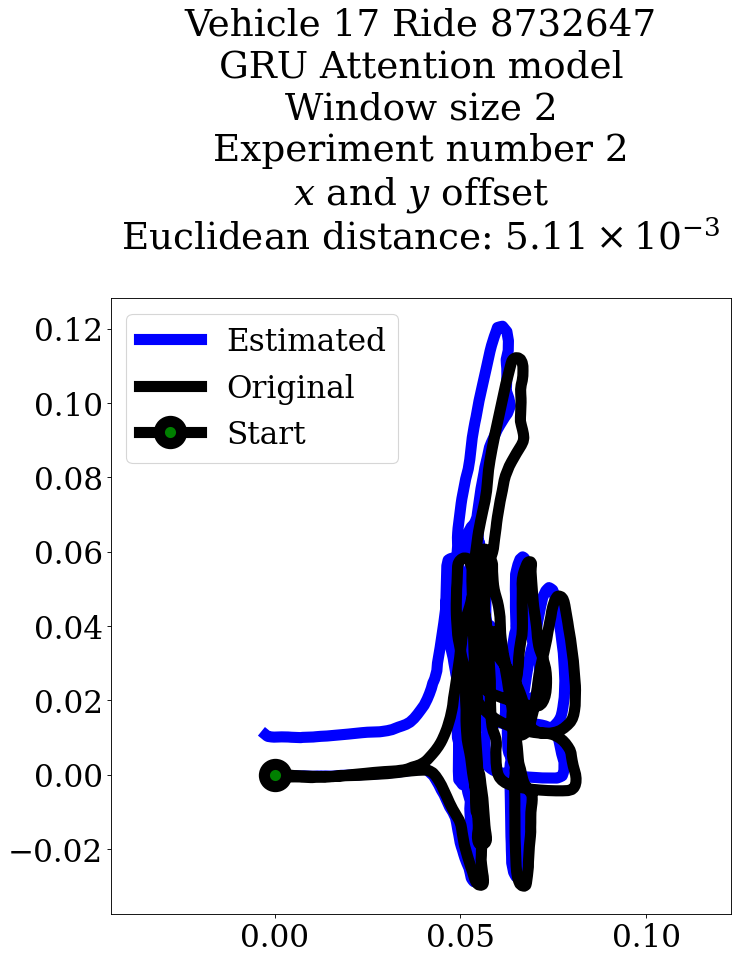 Vehicle 17 Ride 8732647
GRU Attention model
Window size 2
Experiment number 2
x and y offset
Euclidean distance: 5.11 × 10⁻³
Estimated
Original
Start
0.12
0.10
0.08
0.06
0.04
0.02
0.00
−0.02
0.00 0.05 0.10